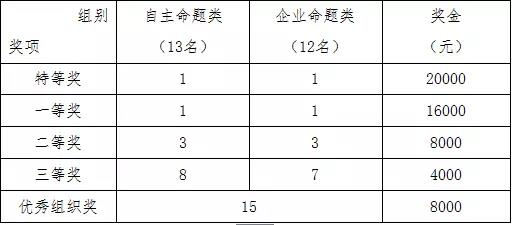 组别 自主命题类 企业命题类 奖金
奖项 （13名） （12名） （元）
特等奖 1 1 20000
一等奖 1 1 16000
二等奖 3 3 8000
三等奖 8 7 4000
优秀组织奖 15 8000